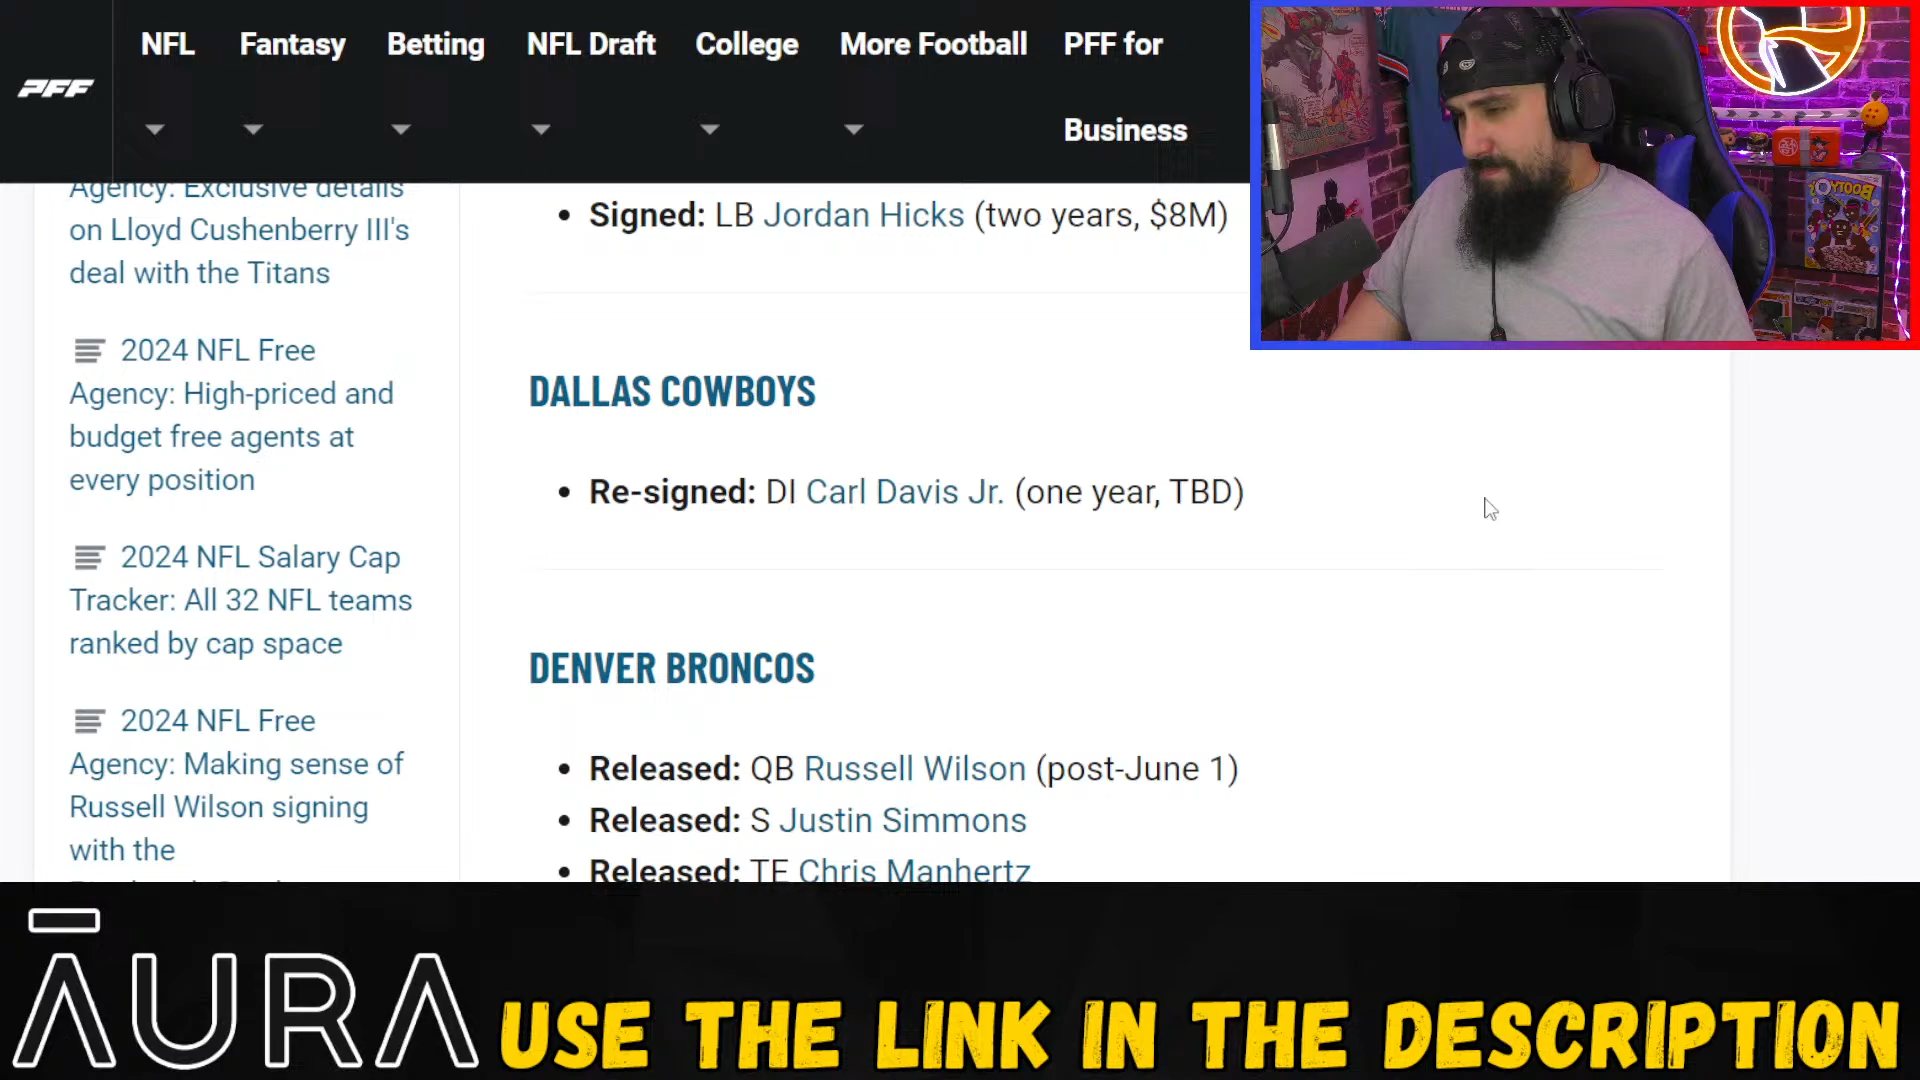 NFL
Fantasy
Betting
NFL Draft
College
More Football
PFF for
Business
PFF
Agency: Exclusive details
on Lloyd Cushenberry III's
deal with the Titans
2024 NFL Free
Agency: High-priced and
budget free agents at
every position
2024 NFL Salary Cap
Tracker: All 32 NFL teams
ranked by cap space
2024 NFL Free
Agency: Making sense of
Russell Wilson signing
with the
• Signed: LB Jordan Hicks (two years, $8M)
DALLAS COWBOYS
• Re-signed: DI Carl Davis Jr. (one year, TBD)
DENVER BRONCOS
• Released: QB Russell Wilson (post-June 1)
• Released: S Justin Simmons
• Released: TE Chris Manhertz
ĀURA
USE THE LINK IN THE DESCRIPTION